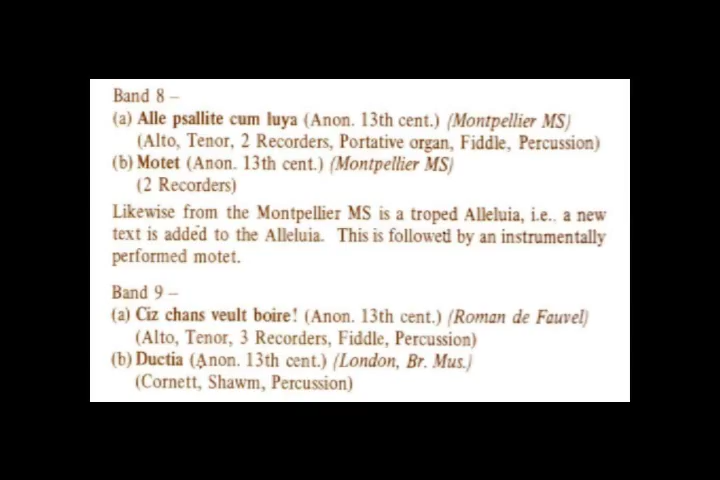 Band 8 –
(a) Alle psallite cum luya (Anon. 13th cent.) (Montpellier MS)
(Alto, Tenor, 2 Recorders, Portative organ, Fiddle, Percussion)
(b) Motet (Anon. 13th cent.) (Montpellier MS)
(2 Recorders)
Likewise from the Montpellier MS is a troped Alleluia, i.e.. a new
text is added to the Alleluia. This is followed by an instrumentally
performed motet.
Band 9 –
(a) Ciz chans veult boire! (Anon. 13th cent.) (Roman de Fauvel)
(Alto, Tenor, 3 Recorders, Fiddle, Percussion)
(b) Ductia (Anon. 13th cent.) (London, Br. Mus.)
(Cornett, Shawm, Percussion)